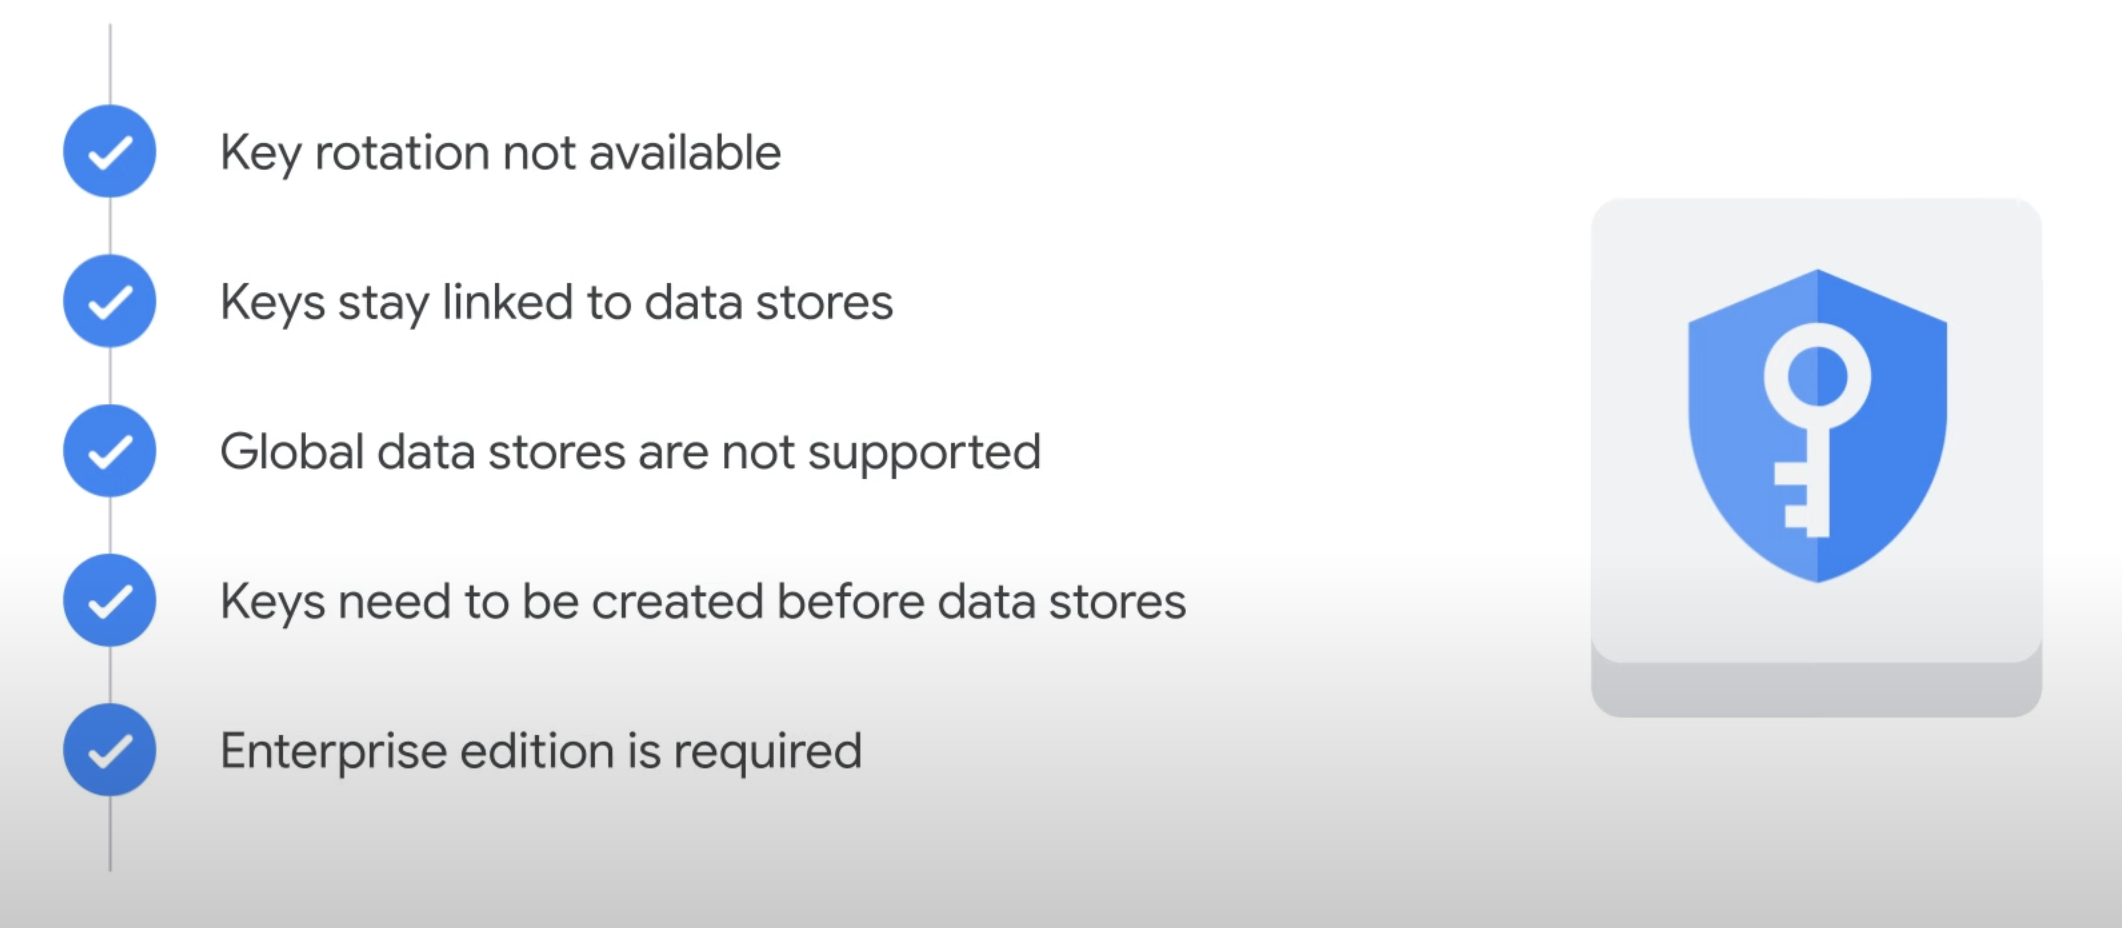 Key rotation not available
Keys stay linked to data stores
Global data stores are not supported
Keys need to be created before data stores
Enterprise edition is required